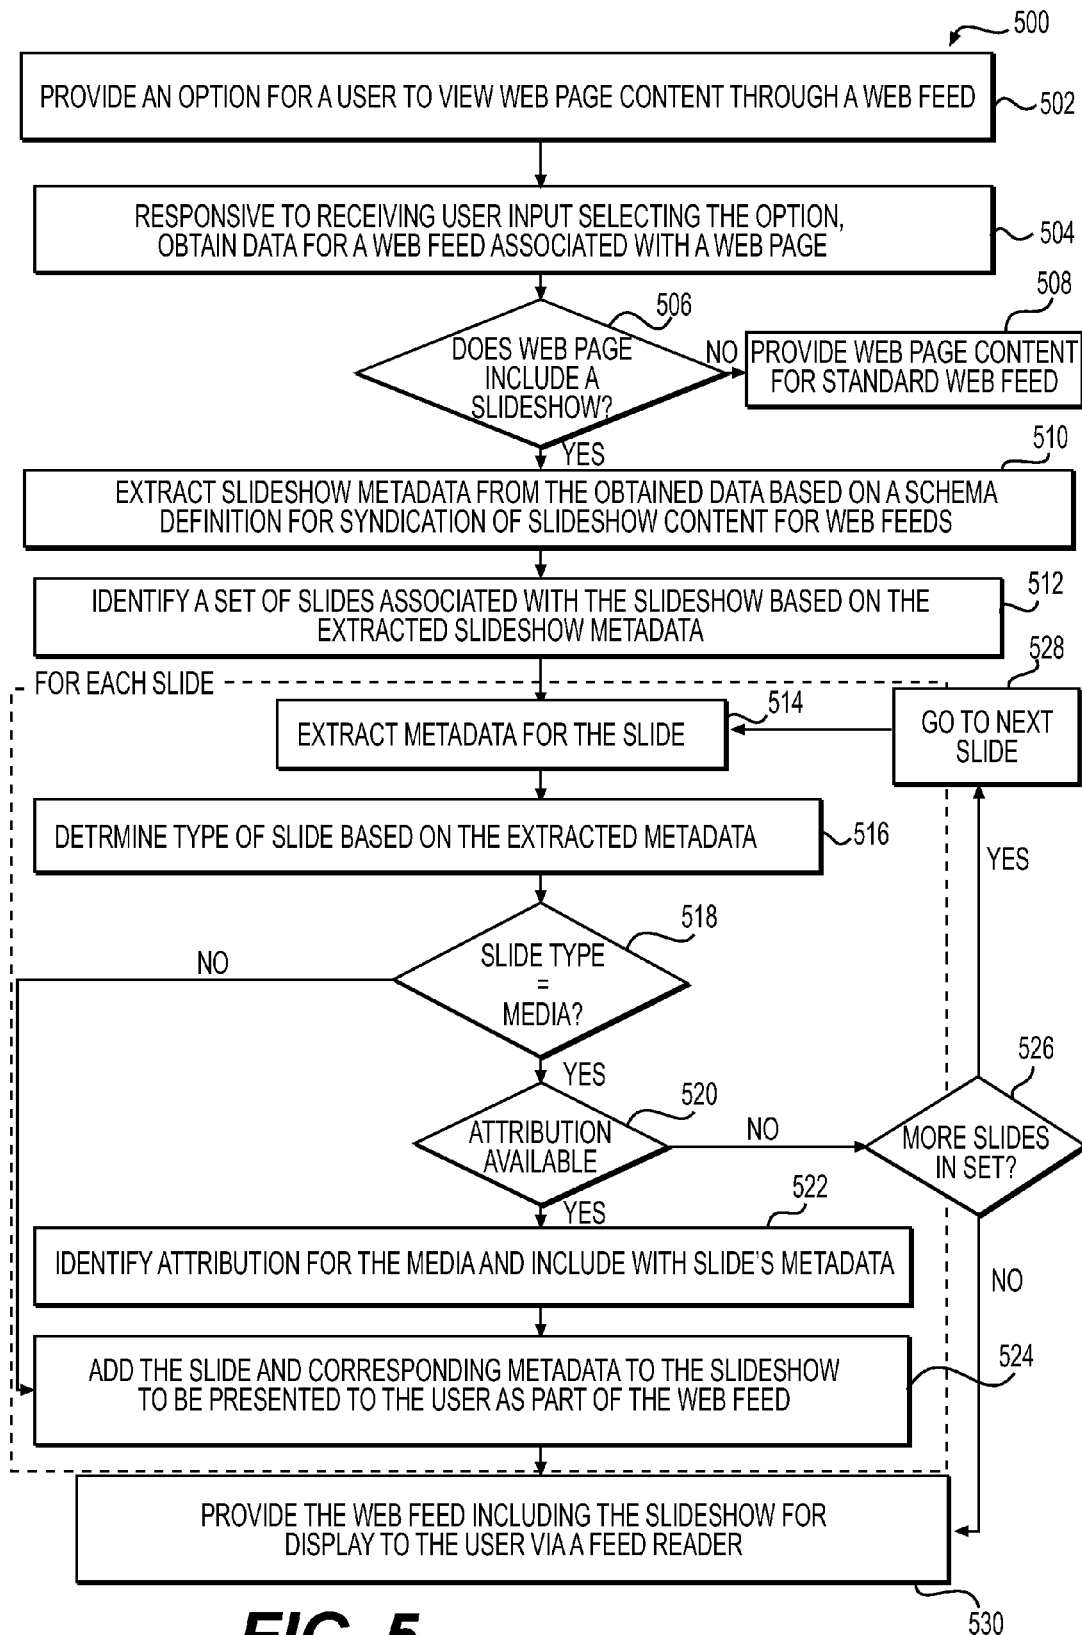 500
PROVIDE AN OPTION FOR A USER TO VIEW WEB PAGE CONTENT THROUGH A WEB FEED
502
RESPONSIVE TO RECEIVING USER INPUT SELECTING THE OPTION,
OBTAIN DATA FOR A WEB FEED ASSOCIATED WITH A WEB PAGE
504
506
DOES WEB PAGE
INCLUDE A
SLIDESHOW?
NO
508
PROVIDE WEB PAGE CONTENT
FOR STANDARD WEB FEED
YES
510
EXTRACT SLIDESHOW METADATA FROM THE OBTAINED DATA BASED ON A SCHEMA
DEFINITION FOR SYNDICATION OF SLIDESHOW CONTENT FOR WEB FEEDS
512
IDENTIFY A SET OF SLIDES ASSOCIATED WITH THE SLIDESHOW BASED ON THE
EXTRACTED SLIDESHOW METADATA
528
FOR EACH SLIDE
514
EXTRACT METADATA FOR THE SLIDE
GO TO NEXT
SLIDE
DETRMINE TYPE OF SLIDE BASED ON THE EXTRACTED METADATA
516
YES
518
SLIDE TYPE
=
MEDIA?
NO
YES
520
ATTRIBUTION
AVAILABLE
NO
526
MORE SLIDES
IN SET?
YES
522
IDENTIFY ATTRIBUTION FOR THE MEDIA AND INCLUDE WITH SLIDE'S METADATA
NO
ADD THE SLIDE AND CORRESPONDING METADATA TO THE SLIDESHOW
TO BE PRESENTED TO THE USER AS PART OF THE WEB FEED
524
PROVIDE THE WEB FEED INCLUDING THE SLIDESHOW FOR
DISPLAY TO THE USER VIA A FEED READER
530
FIG. 5